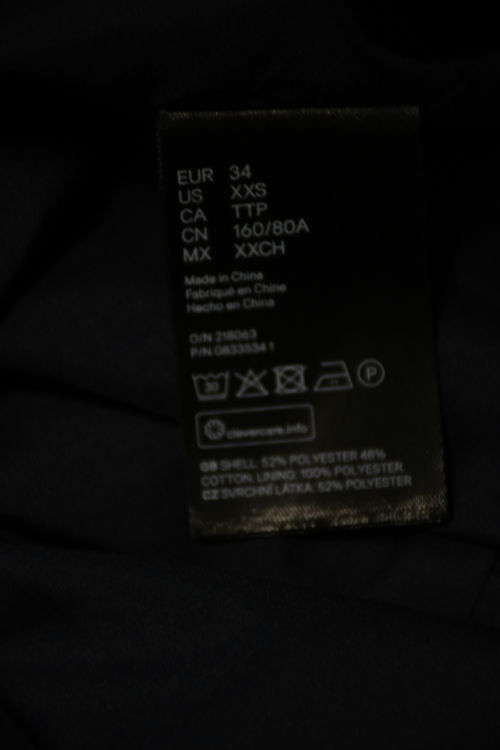 EUR 34
US XXS
CA TTP
CN 160/80A
MX XXCH
Made in China
Fabriqué en Chine
Hecho en China
O/N 218063
P/N 0833534 1
30
P
clevercare.info
GB SHELL: 52% POLYESTER 48%
COTTON. LINING: 100% POLYESTER.
CZ SVRCHNÍ LÁTKA: 52% POLYESTER